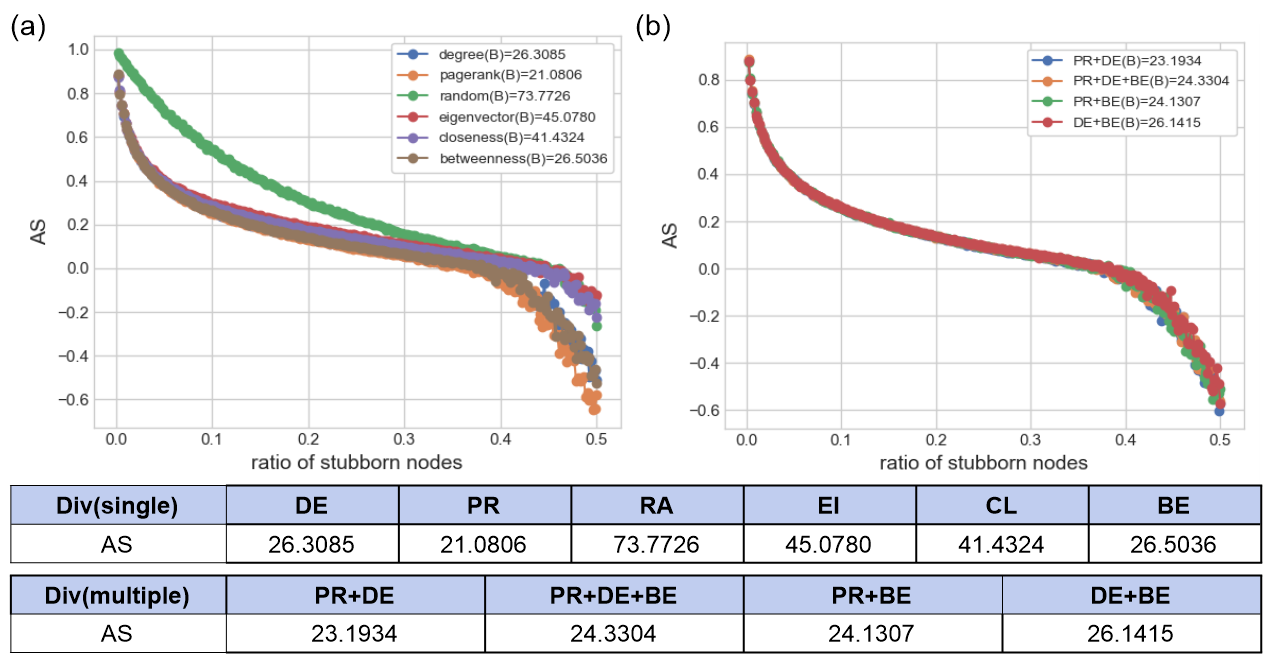 (a)
1.0
0.8
0.6
0.4
0.2
0.0
−0.2
−0.4
−0.6
AS
0.0 0.1 0.2 0.3 0.4 0.5
ratio of stubborn nodes
degree(B)=26.3085
pagerank(B)=21.0806
random(B)=73.7726
eigenvector(B)=45.0780
closeness(B)=41.4324
betweenness(B)=26.5036
(b)
0.8
0.6
0.4
0.2
0.0
−0.2
−0.4
−0.6
AS
0.0 0.1 0.2 0.3 0.4 0.5
ratio of stubborn nodes
PR+DE(B)=23.1934
PR+DE+BE(B)=24.3304
PR+BE(B)=24.1307
DE+BE(B)=26.1415
Div(single) DE PR RA EI CL BE
AS 26.3085 21.0806 73.7726 45.0780 41.4324 26.5036
Div(multiple) PR+DE PR+DE+BE PR+BE DE+BE
AS 23.1934 24.3304 24.1307 26.1415